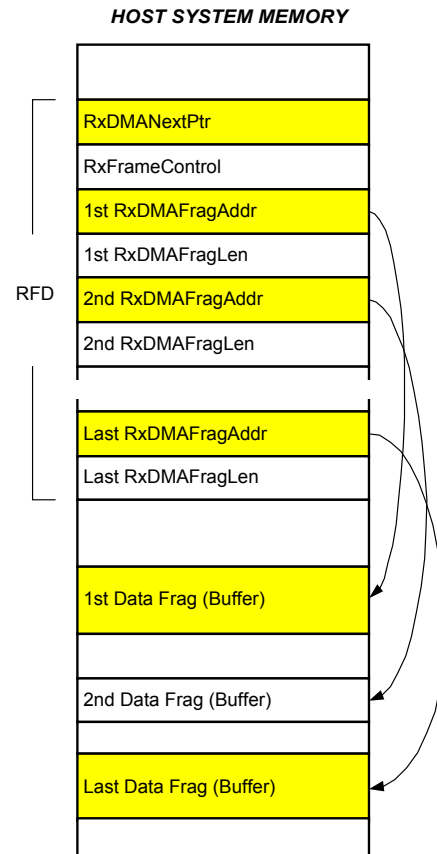 HOST SYSTEM MEMORY
RxDMANextPtr
RxFrameControl
1st RxDMAFragAddr
1st RxDMAFragLen
RFD
2nd RxDMAFragAddr
2nd RxDMAFragLen
Last RxDMAFragAddr
Last RxDMAFragLen
1st Data Frag (Buffer)
2nd Data Frag (Buffer)
Last Data Frag (Buffer)